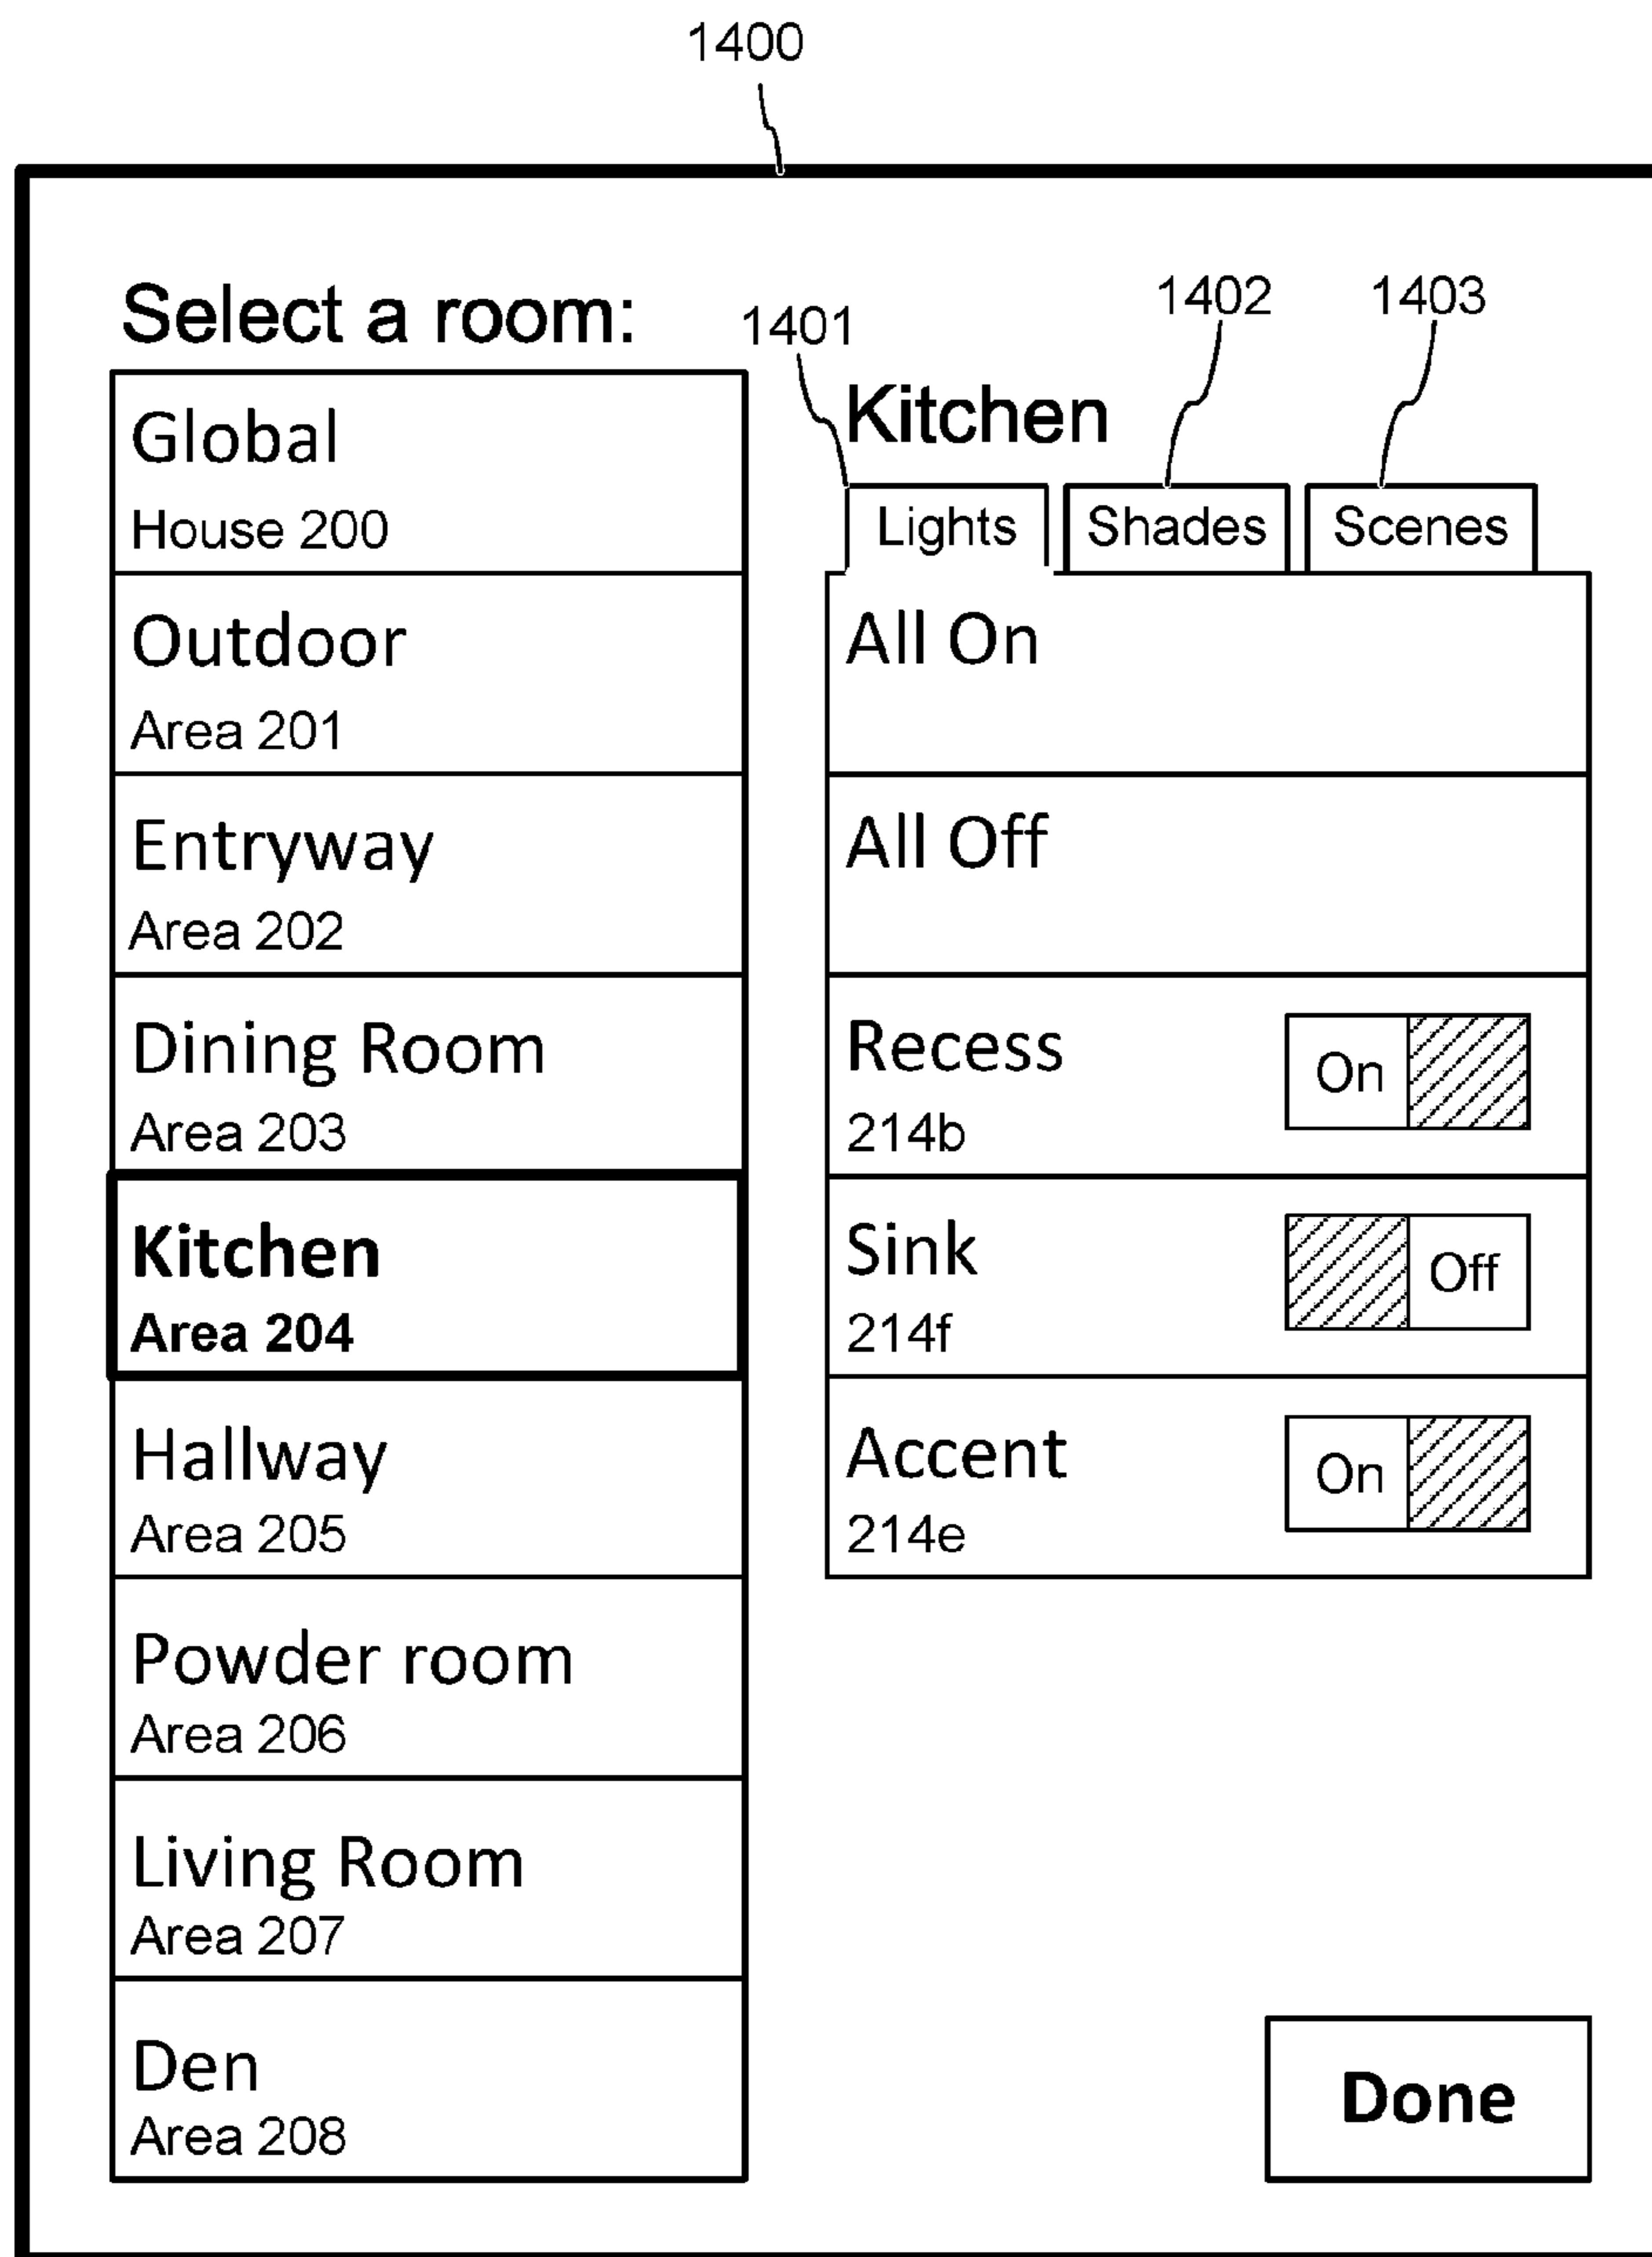 1400
Select a room:
Global
House 200
Outdoor
Area 201
Entryway
Area 202
Dining Room
Area 203
Kitchen
Area 204
Hallway
Area 205
Powder room
Area 206
Living Room
Area 207
Den
Area 208
1401
1402
1403
Kitchen
Lights
Shades
Scenes
All On
All Off
Recess
214b
On
Sink
214f
Off
Accent
214e
On
Done